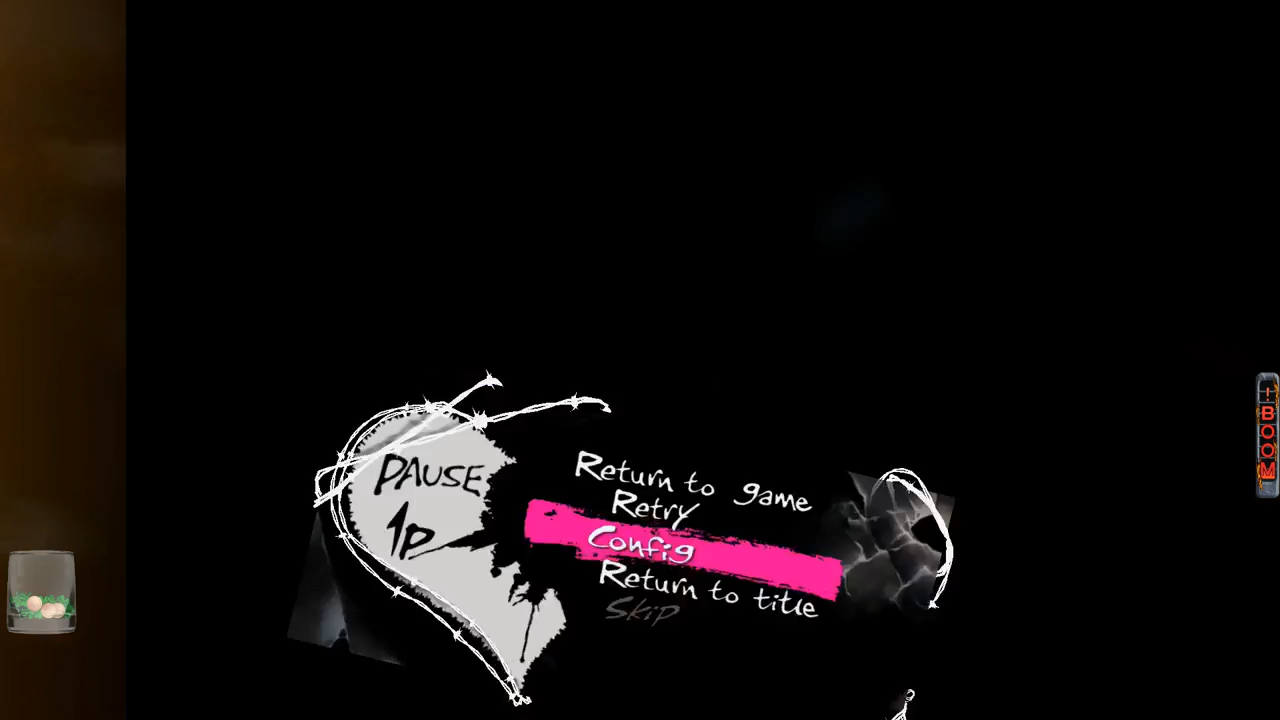 PAUSE
1P
Return to game
Retry
Config
Return to title
Skip
BOOM